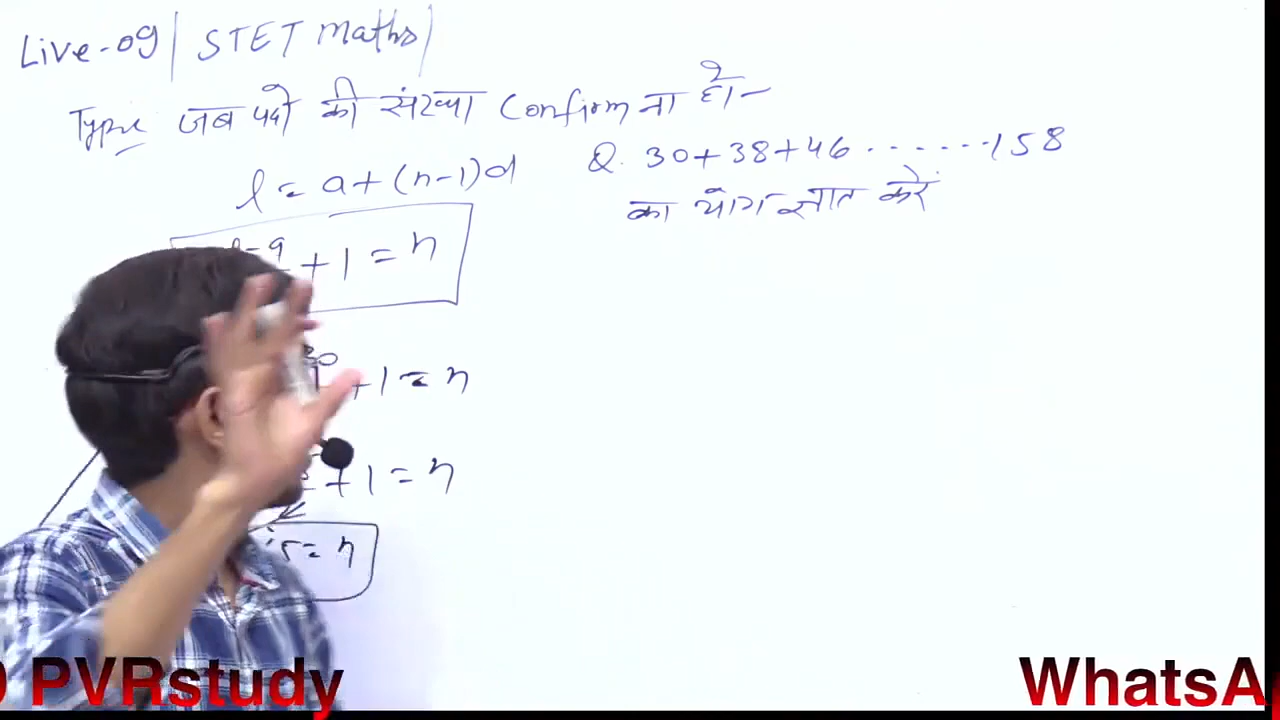 Live-09 | STET Maths |
Type जब पदो की संख्या Confirm ना हो-
l = a + (n-1)d
Q. 30+38+46.......158
का योग ज्ञात करें
+ 1 = n
30
+1 = n
+ 1 = n
= n
PVRstudy
WhatsA